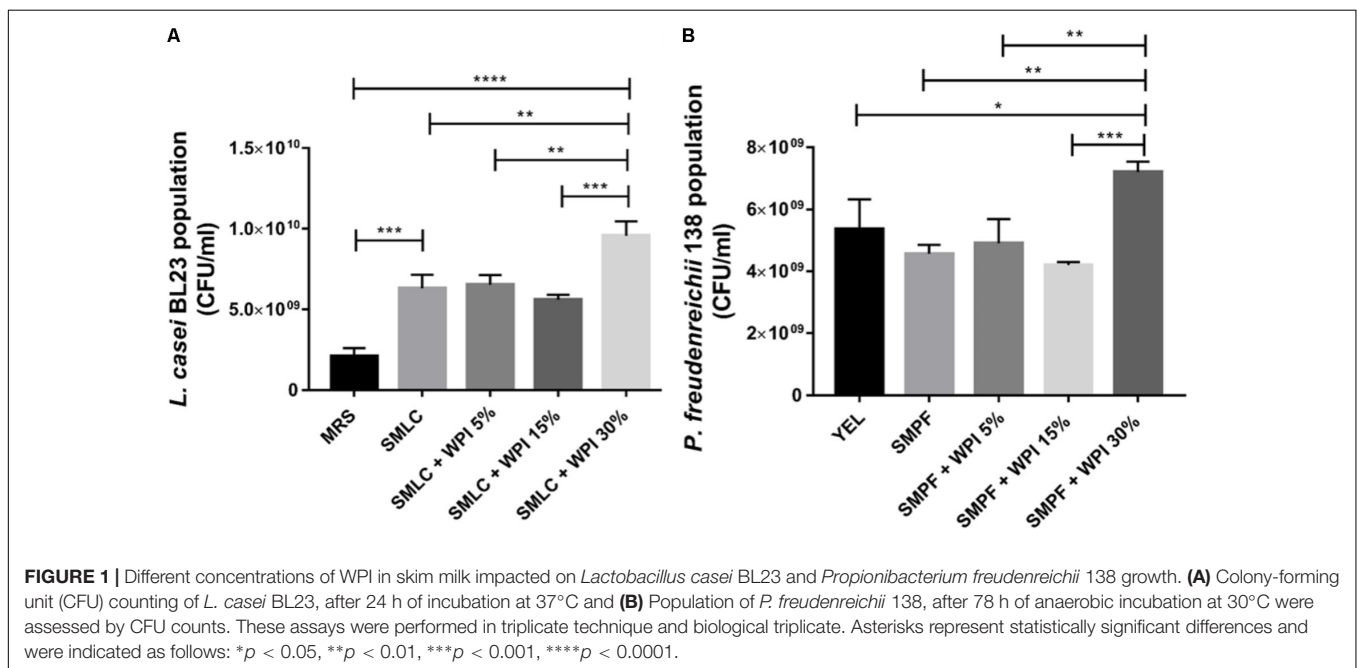 A
****
**
**
***
***
L. casei BL23 population
(CFU/ml)
1.5×10¹⁰
1.0×10¹⁰
5.0×10⁰⁹
0
MRS
SMLC
SMLC + WPI 5%
SMLC + WPI 15%
SMLC + WPI 30%
B
**
**
*
***
P. freudenreichii 138 population
(CFU/ml)
8×10⁰⁹
6×10⁰⁹
4×10⁰⁹
2×10⁰⁹
0
YEL
SMPF
SMPF + WPI 5%
SMPF + WPI 15%
SMPF + WPI 30%
FIGURE 1 | Different concentrations of WPI in skim milk impacted on Lactobacillus casei BL23 and Propionibacterium freudenreichii 138 growth. (A) Colony-forming
unit (CFU) counting of L. casei BL23, after 24 h of incubation at 37°C and (B) Population of P. freudenreichii 138, after 78 h of anaerobic incubation at 30°C were
assessed by CFU counts. These assays were performed in triplicate technique and biological triplicate. Asterisks represent statistically significant differences and
were indicated as follows: *p < 0.05, **p < 0.01, ***p < 0.001, ****p < 0.0001.